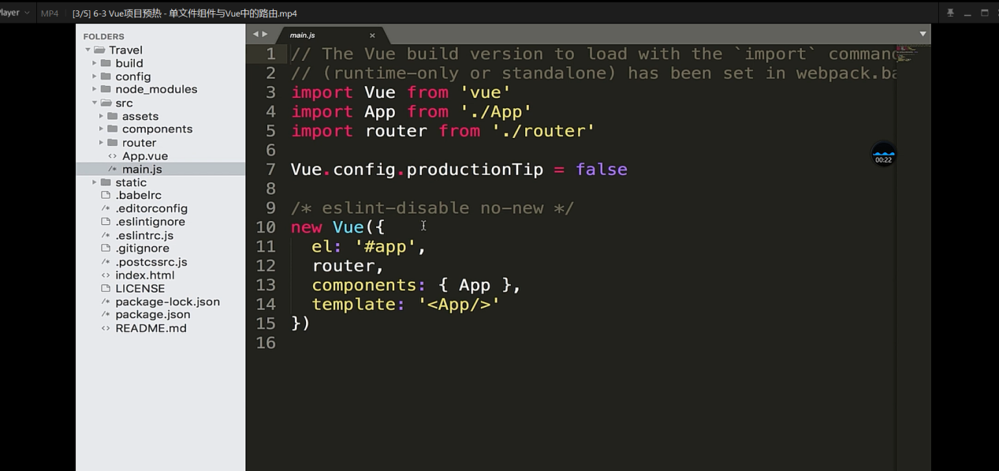 MP4
[3/5] 6-3 Vue项目预热 - 单文件组件与Vue中的路由.mp4
FOLDERS
Travel
build
config
node_modules
src
assets
components
router
App.vue
main.js
static
.babelrc
.editorconfig
.eslintignore
.eslintrc.js
.gitignore
.postcssrc.js
index.html
LICENSE
package-lock.json
package.json
README.md
main.js
1 // The Vue build version to load with the `import` command
2 // (runtime-only or standalone) has been set in webpack.ba
3 import Vue from 'vue'
4 import App from './App'
5 import router from './router'
6
7 Vue.config.productionTip = false
8
9 /* eslint-disable no-new */
10 new Vue({
11 el: '#app',
12 router,
13 components: { App },
14 template: '<App/>'
15 })
16
00:22